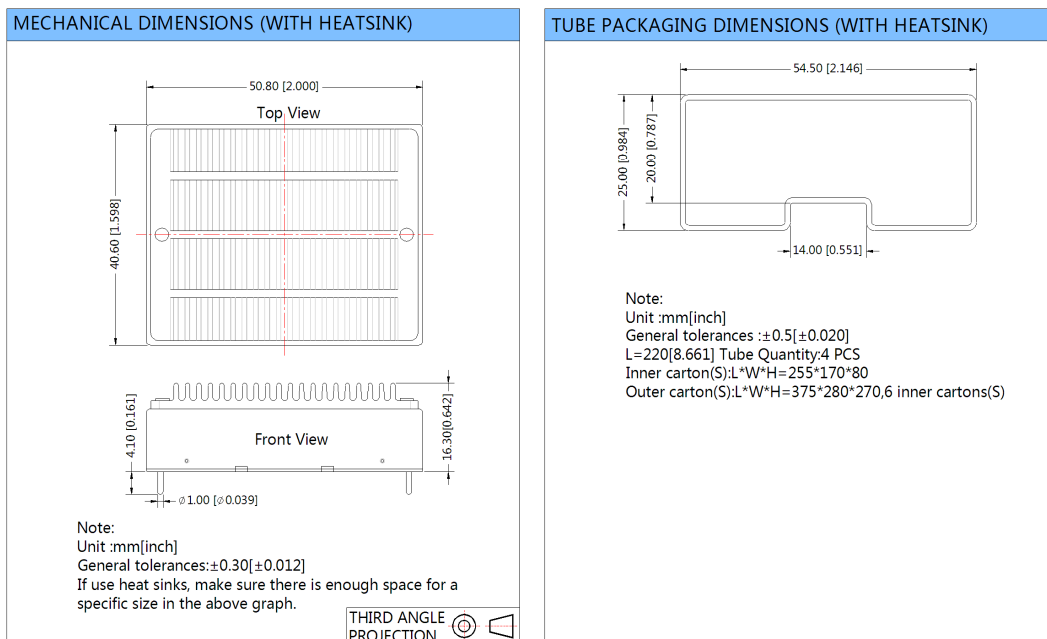 MECHANICAL DIMENSIONS (WITH HEATSINK)
50.80 [2.000]
Top View
40.60 [1.598]
4.10 [0.161]
Front View
16.30[0.642]
⌀1.00 [⌀0.039]
Note:
Unit :mm[inch]
General tolerances:±0.30[±0.012]
If use heat sinks, make sure there is enough space for a
specific size in the above graph.
THIRD ANGLE
PROJECTION
TUBE PACKAGING DIMENSIONS (WITH HEATSINK)
54.50 [2.146]
25.00 [0.984]
20.00 [0.787]
14.00 [0.551]
Note:
Unit :mm[inch]
General tolerances :±0.5[±0.020]
L=220[8.661] Tube Quantity:4 PCS
Inner carton(S):L*W*H=255*170*80
Outer carton(S):L*W*H=375*280*270,6 inner cartons(S)